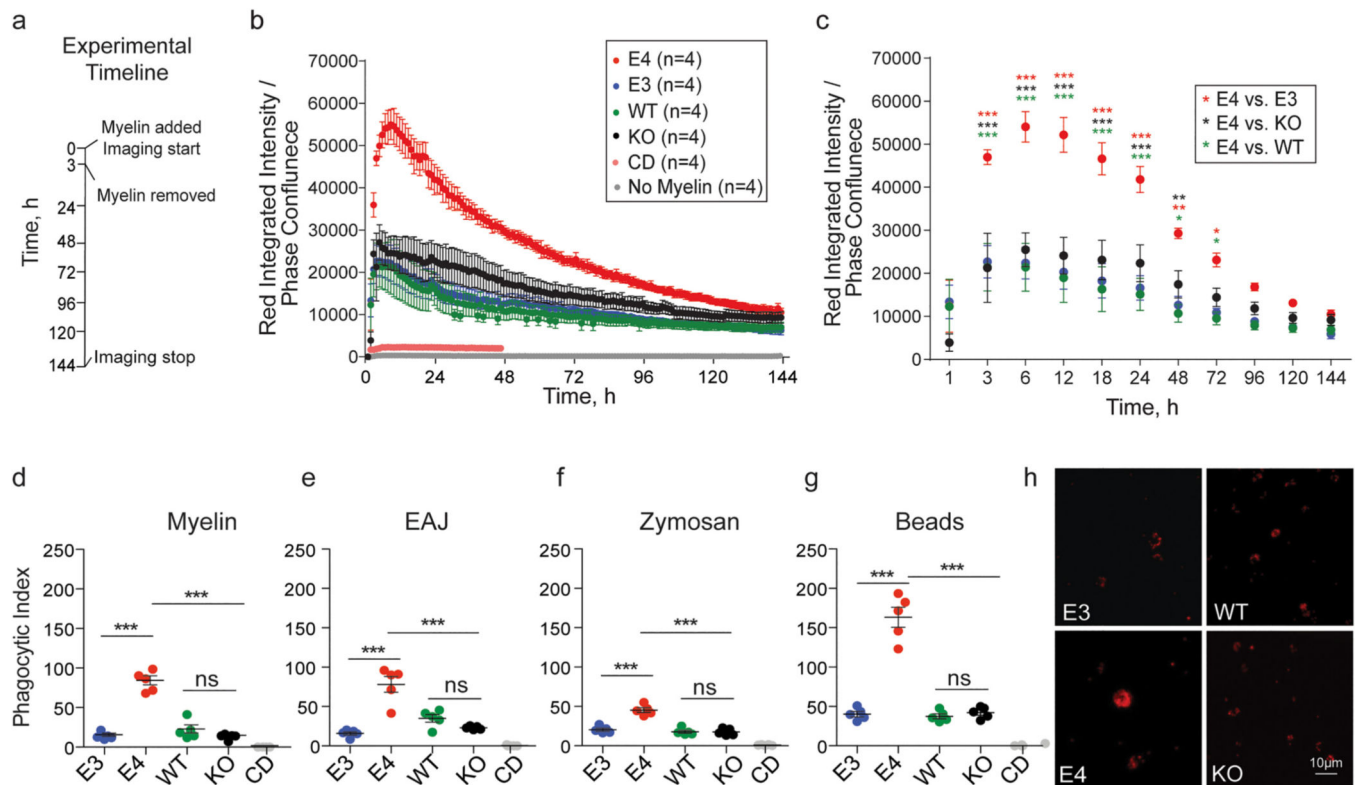 a
Experimental
Timeline
0
Myelin added
Imaging start
3
Myelin removed
24
48
72
96
120
144
Imaging stop
Time, h
b
70000
60000
50000
40000
30000
20000
10000
0
Red Integrated Intensity /
Phase Conflunece
0 24 48 72 96 120 144
Time, h
E4 (n=4)
E3 (n=4)
WT (n=4)
KO (n=4)
CD (n=4)
No Myelin (n=4)
c
70000
60000
50000
40000
30000
20000
10000
0
Red Integrated Intensity /
Phase Conflunece
*** *** *** *** *** ** *
*** *** *** *** *** ** *
*** *** *** *** *** *
1 3 6 12 18 24 48 72 96 120 144
Time, h
* E4 vs. E3
* E4 vs. KO
* E4 vs. WT
d
Myelin
Phagocytic Index
250
200
150
100
50
0
***
***
ns
E3 E4 WT KO CD
e
EAJ
250
200
150
100
50
0
***
***
ns
E3 E4 WT KO CD
f
Zymosan
250
200
150
100
50
0
***
***
ns
E3 E4 WT KO CD
g
Beads
250
200
150
100
50
0
*** ***
ns
E3 E4 WT KO CD
h
E3
WT
E4
KO
10µm